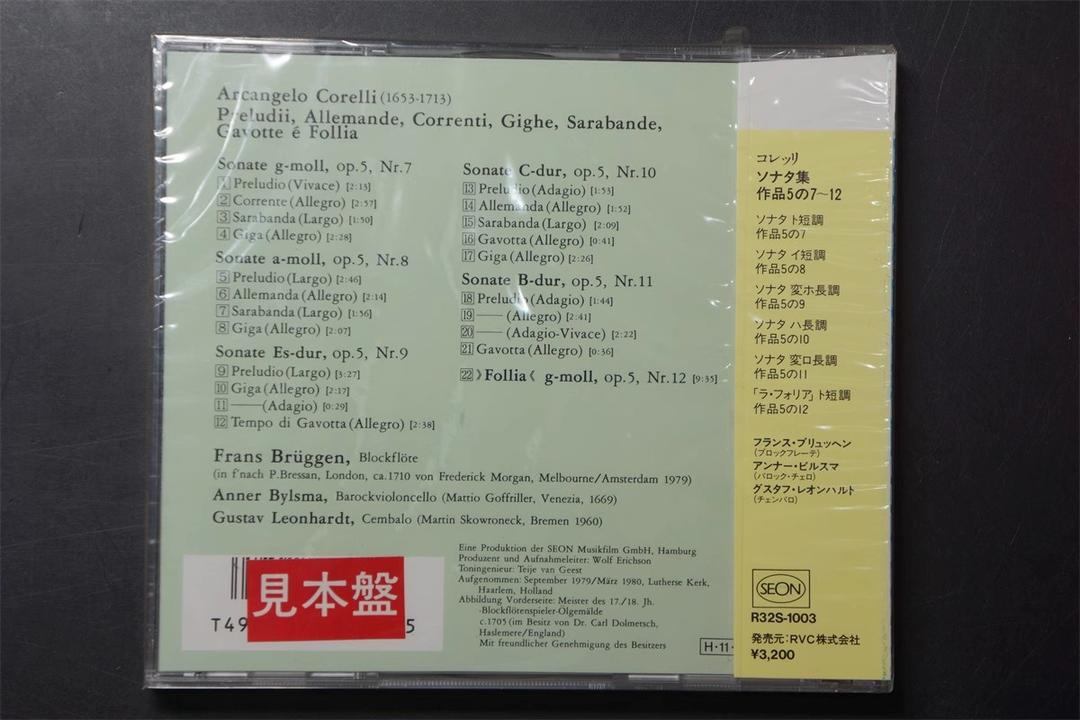 Arcangelo Corelli (1653-1713)
Preludii, Allemande, Correnti, Gighe, Sarabande,
Gavotte é Follia
Sonate g-moll, op.5, Nr.7
1 Preludio (Vivace) [2:13]
2 Corrente (Allegro) [2:57]
3 Sarabanda (Largo) [1:50]
4 Giga (Allegro) [2:28]
Sonate a-moll, op.5, Nr.8
5 Preludio (Largo) [2:46]
6 Allemanda (Allegro) [2:14]
7 Sarabanda (Largo) [1:56]
8 Giga (Allegro) [2:07]
Sonate Es-dur, op.5, Nr.9
9 Preludio (Largo) [3:27]
10 Giga (Allegro) [2:17]
11 —— (Adagio) [0:29]
12 Tempo di Gavotta (Allegro) [2:38]
Sonate C-dur, op.5, Nr.10
13 Preludio (Adagio) [1:53]
14 Allemanda (Allegro) [1:52]
15 Sarabanda (Largo) [2:09]
16 Gavotta (Allegro) [0:41]
17 Giga (Allegro) [2:26]
Sonate B-dur, op.5, Nr.11
18 Preludio (Adagio) [1:44]
19 —— (Allegro) [2:41]
20 —— (Adagio-Vivace) [2:22]
21 Gavotta (Allegro) [0:36]
22 》Follia《 g-moll, op.5, Nr.12 [9:35]
Frans Brüggen, Blockflöte
(in f'nach P.Bressan, London, ca.1710 von Frederick Morgan, Melbourne/Amsterdam 1979)
Anner Bylsma, Barockvioloncello (Mattio Goffriller, Venezia, 1669)
Gustav Leonhardt, Cembalo (Martin Skowroneck, Bremen 1960)
Eine Produktion der SEON Musikfilm GmbH, Hamburg
Produzent und Aufnahmeleiter: Wolf Erichson
Toningenieur: Teije van Geest
Aufgenommen: September 1979/März 1980, Lutherse Kerk,
Haarlem, Holland
Abbildung Vorderseite: Meister des 17./18. Jh.
-Blockflötenspieler-Ölgemälde
c.1705 (im Besitz von Dr. Carl Dolmetsch,
Haslemere/England)
Mit freundlicher Genehmigung des Besitzers
H·11·
見本盤
T49
5
コレッリ
ソナタ集
作品5の7〜12
ソナタ ト短調
作品5の7
ソナタ イ短調
作品5の8
ソナタ 変ホ長調
作品5の9
ソナタ ハ長調
作品5の10
ソナタ 変ロ長調
作品5の11
「ラ・フォリア」ト短調
作品5の12
フランス・ブリュッヘン
(ブロックフレーテ)
アンナー・ビルスマ
(バロック・チェロ)
グスタフ・レオンハルト
(チェンバロ)
SEON
R32S-1003
発売元:RVC株式会社
¥3,200